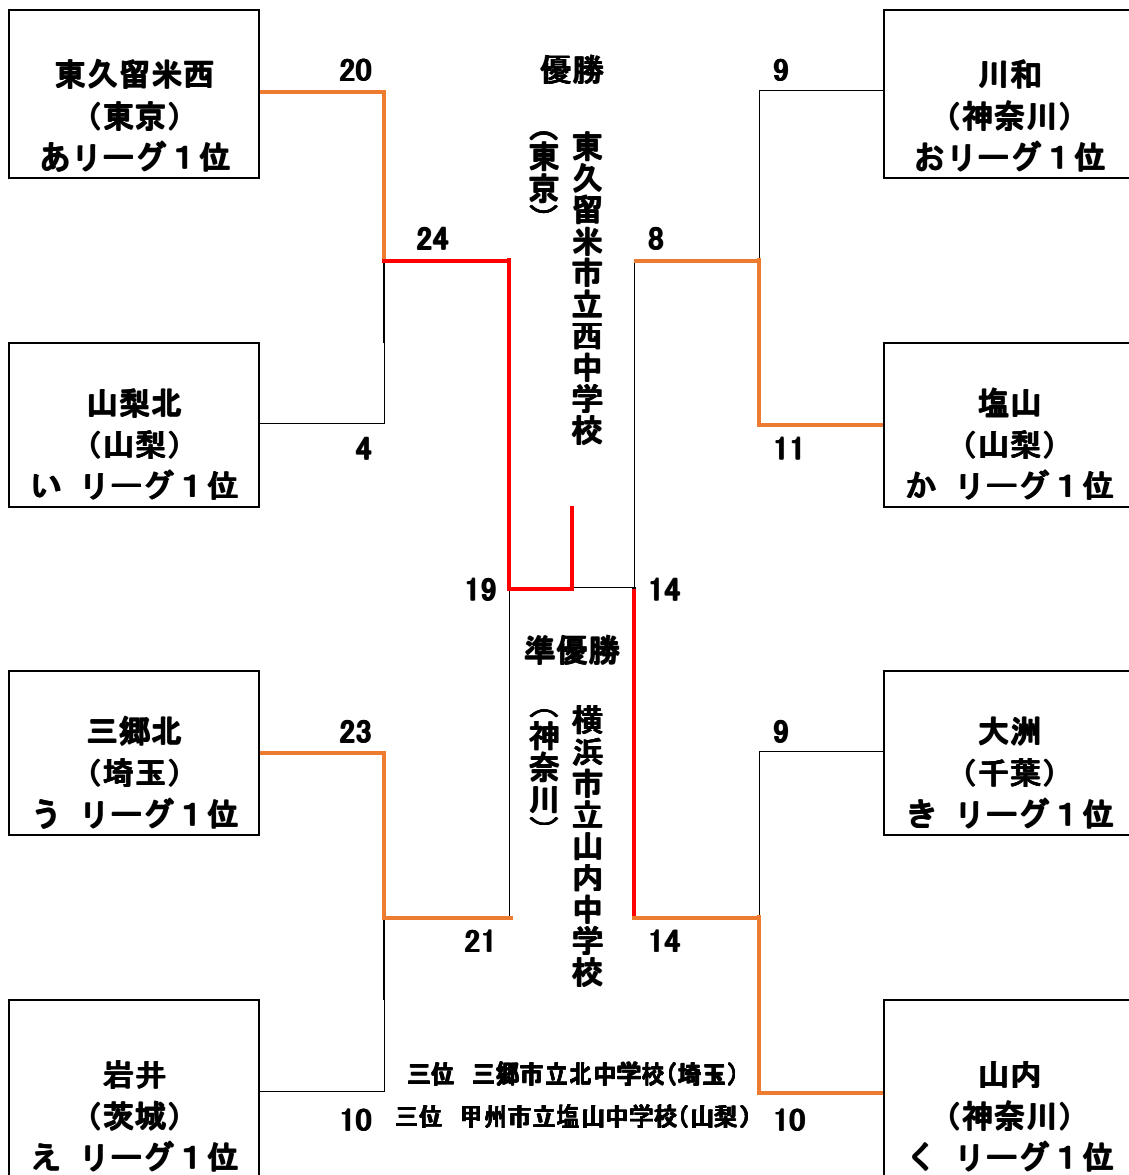 東久留米西
（東京）
あリーグ１位
20
優勝
東久留米市立西中学校
（東京）
9
川和
（神奈川）
おリーグ１位
24
8
山梨北
（山梨）
い リーグ１位
4
塩山
（山梨）
か リーグ１位
11
19
14
準優勝
横浜市立山内中学校
（神奈川）
三郷北
（埼玉）
う リーグ１位
23
9
大洲
（千葉）
き リーグ１位
21
14
岩井
（茨城）
え リーグ１位
10
三位 三郷市立北中学校(埼玉)
三位 甲州市立塩山中学校(山梨)
10
山内
（神奈川）
く リーグ１位